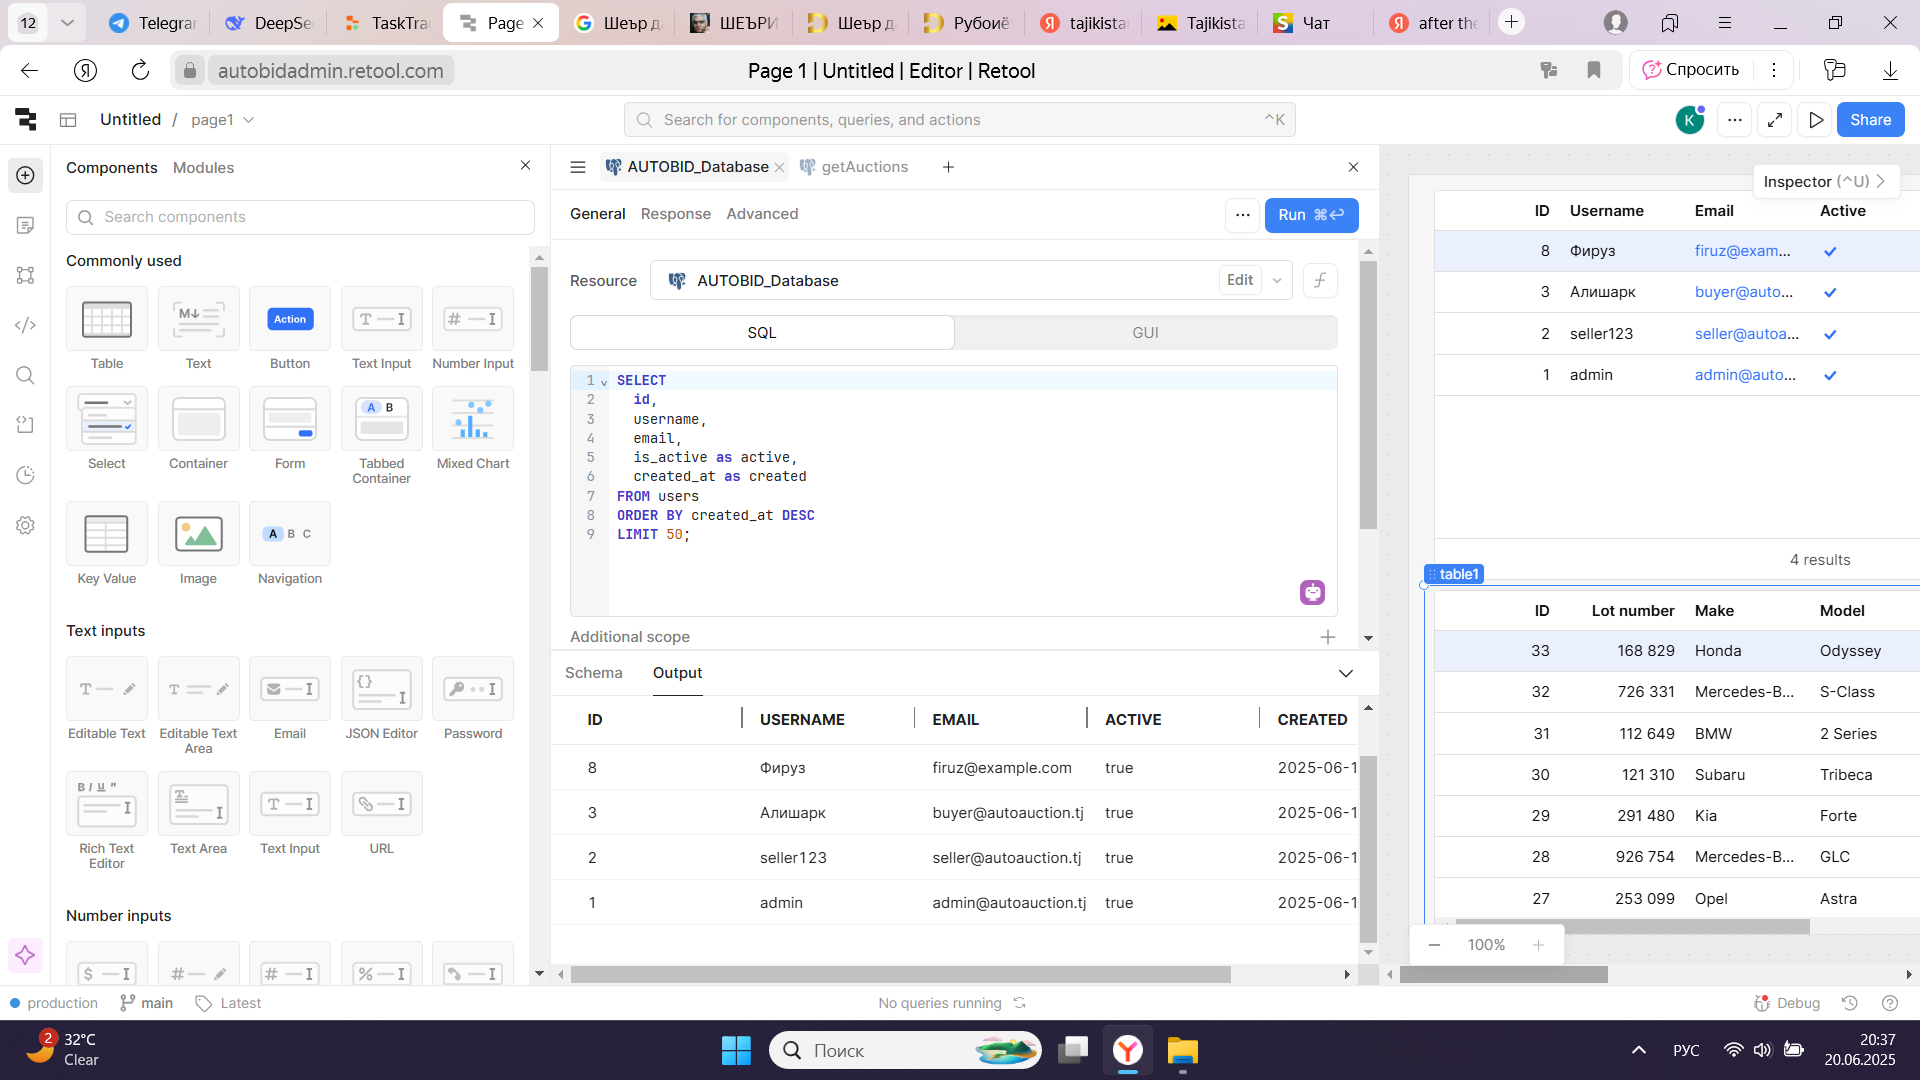 12
Telegrar
DeepSe
TaskTra
Page
Шеър д
ШЕЪРИ
Шеър д
Рубоиё
tajikista
Tajikista
Чат
after the
autobidadmin.retool.com
Page 1 | Untitled | Editor | Retool
Спросить
Untitled / page1
Search for components, queries, and actions
^K
K
Share
Components
Modules
Search components
Commonly used
Action
Table
Text
Button
Text Input
Number Input
A B
Select
Container
Form
Tabbed Container
Mixed Chart
A B C
Key Value
Image
Navigation
Text inputs
Editable Text
Editable Text Area
Email
JSON Editor
Password
Rich Text Editor
Text Area
Text Input
URL
Number inputs
AUTOBID_Database
getAuctions
General
Response
Advanced
Run ⌘↩
Resource
AUTOBID_Database
Edit
SQL
GUI
1 SELECT
2 id,
3 username,
4 email,
5 is_active as active,
6 created_at as created
7 FROM users
8 ORDER BY created_at DESC
9 LIMIT 50;
Additional scope
Schema
Output
ID USERNAME EMAIL ACTIVE CREATED
8 Фируз firuz@example.com true 2025-06-1
3 Алишарк buyer@autoauction.tj true 2025-06-1
2 seller123 seller@autoauction.tj true 2025-06-1
1 admin admin@autoauction.tj true 2025-06-1
Inspector (^U)
ID Username Email Active
8 Фируз firuz@exam...
3 Алишарк buyer@auto...
2 seller123 seller@autoa...
1 admin admin@auto...
4 results
table1
ID Lot number Make Model
33 168 829 Honda Odyssey
32 726 331 Mercedes-B... S-Class
31 112 649 BMW 2 Series
30 121 310 Subaru Tribeca
29 291 480 Kia Forte
28 926 754 Mercedes-B... GLC
27 253 099 Opel Astra
100%
production
main
Latest
No queries running
Debug
2
32°C
Clear
Поиск
РУС
20:37
20.06.2025